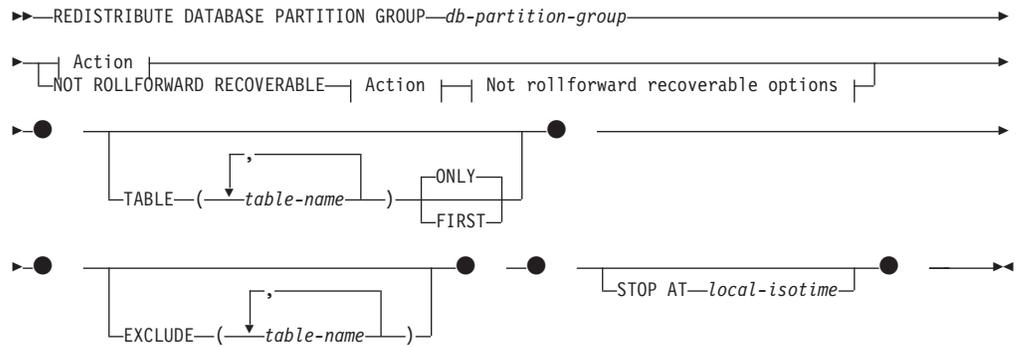 REDISTRIBUTE DATABASE PARTITION GROUP db-partition-group
Action
NOT ROLLFORWARD RECOVERABLE Action Not rollforward recoverable options
,
ONLY
TABLE ( table-name )
FIRST
,
STOP AT local-isotime
EXCLUDE ( table-name )